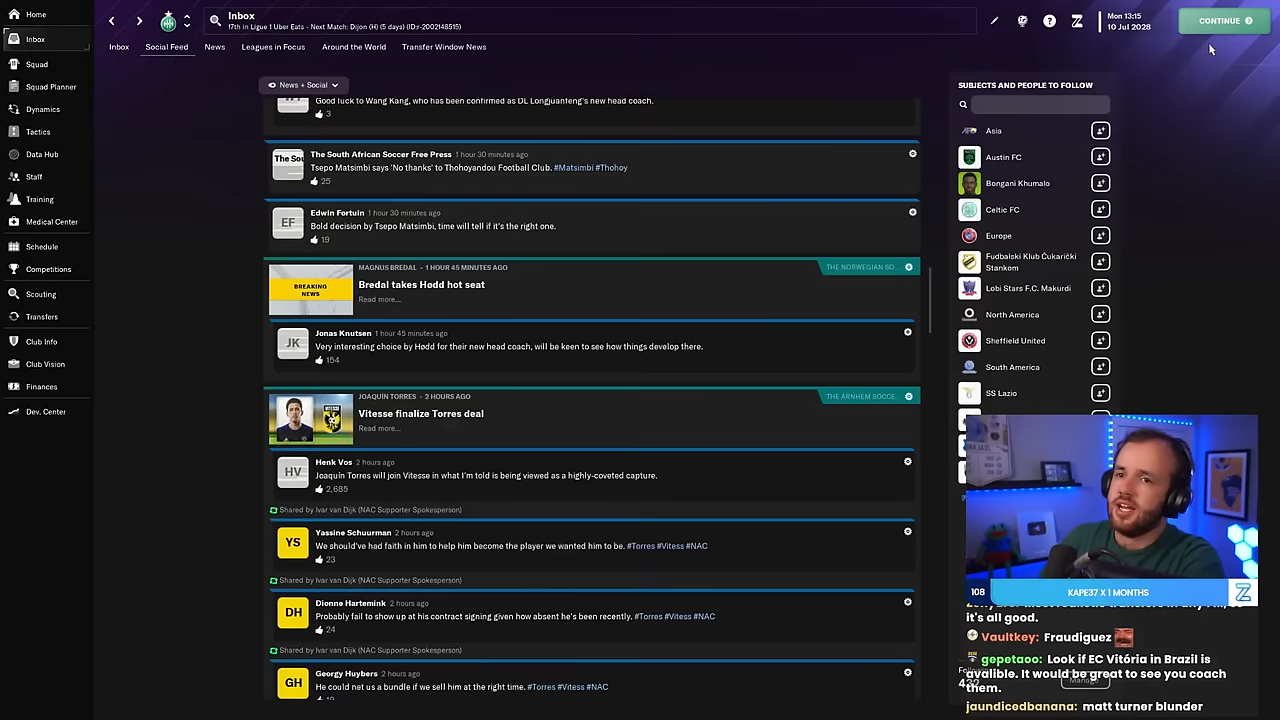 Home
Inbox
Squad
Squad Planner
Dynamics
Tactics
Data Hub
Staff
Training
Medical Center
Schedule
Competitions
Scouting
Transfers
Club Info
Club Vision
Finances
Dev. Center
Inbox
17th in Ligue 1 Uber Eats - Next Match: Dijon (H) (5 days) (ID:r-2002148515)
Mon 13:15
10 Jul 2028
CONTINUE
Inbox
Social Feed
News
Leagues in Focus
Around the World
Transfer Window News
News + Social
Good luck to Wang Kang, who has been confirmed as DL Longjuanfeng's new head coach.
3
The Sou
The South African Soccer Free Press 1 hour 30 minutes ago
Tsepo Matsimbi says 'No thanks' to Thohoyandou Football Club. #Matsimbi #Thohoy
25
EF
Edwin Fortuin 1 hour 30 minutes ago
Bold decision by Tsepo Matsimbi, time will tell if it's the right one.
19
BREAKING
NEWS
MAGNUS BREDAL - 1 HOUR 45 MINUTES AGO
THE NORWEGIAN SO...
Bredal takes Hødd hot seat
Read more...
JK
Jonas Knutsen 1 hour 45 minutes ago
Very interesting choice by Hødd for their new head coach, will be keen to see how things develop there.
154
JOAQUÍN TORRES - 2 HOURS AGO
THE ARNHEM SOCCE...
Vitesse finalize Torres deal
Read more...
HV
Henk Vos 2 hours ago
Joaquín Torres will join Vitesse in what I'm told is being viewed as a highly-coveted capture.
2,685
Shared by Ivar van Dijk (NAC Supporter Spokesperson)
YS
Yassine Schuurman 2 hours ago
We should've had faith in him to help him become the player we wanted him to be. #Torres #Vitess #NAC
23
Shared by Ivar van Dijk (NAC Supporter Spokesperson)
DH
Dionne Hartemink 2 hours ago
Probably fail to show up at his contract signing given how absent he's been recently. #Torres #Vitess #NAC
24
Shared by Ivar van Dijk (NAC Supporter Spokesperson)
GH
Georgy Huybers 2 hours ago
He could net us a bundle if we sell him at the right time. #Torres #Vitess #NAC
SUBJECTS AND PEOPLE TO FOLLOW
Asia
Austin FC
Bongani Khumalo
Celtic FC
Europe
Fudbalski Klub Čukarički
Stankom
Lobi Stars F.C. Makurdi
North America
Sheffield United
South America
SS Lazio
108
KAPE37 X 1 MONTHS
it's all good.
Vaultkey: Fraudiguez
gepetaoo: Look if EC Vitória in Brazil is
avalible. It would be great to see you coach
them.
Manage
jaundicedbanana: matt turner blunder